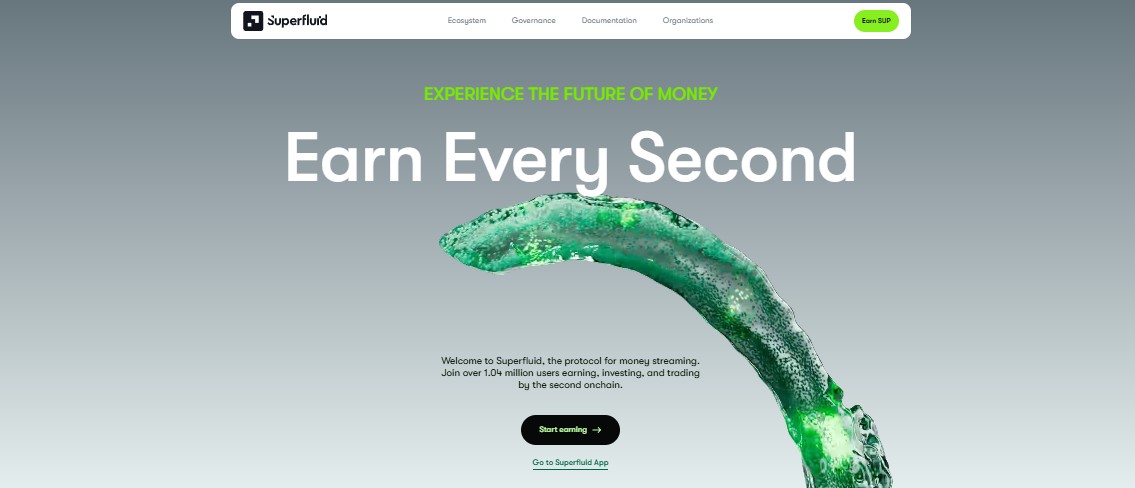 Superfluid
Ecosystem
Governance
Documentation
Organizations
Earn SUP
EXPERIENCE THE FUTURE OF MONEY
Earn Every Second
Welcome to Superfluid, the protocol for money streaming.
Join over 1.04 million users earning, investing, and trading
by the second onchain.
Start earning →
Go to Superfluid App